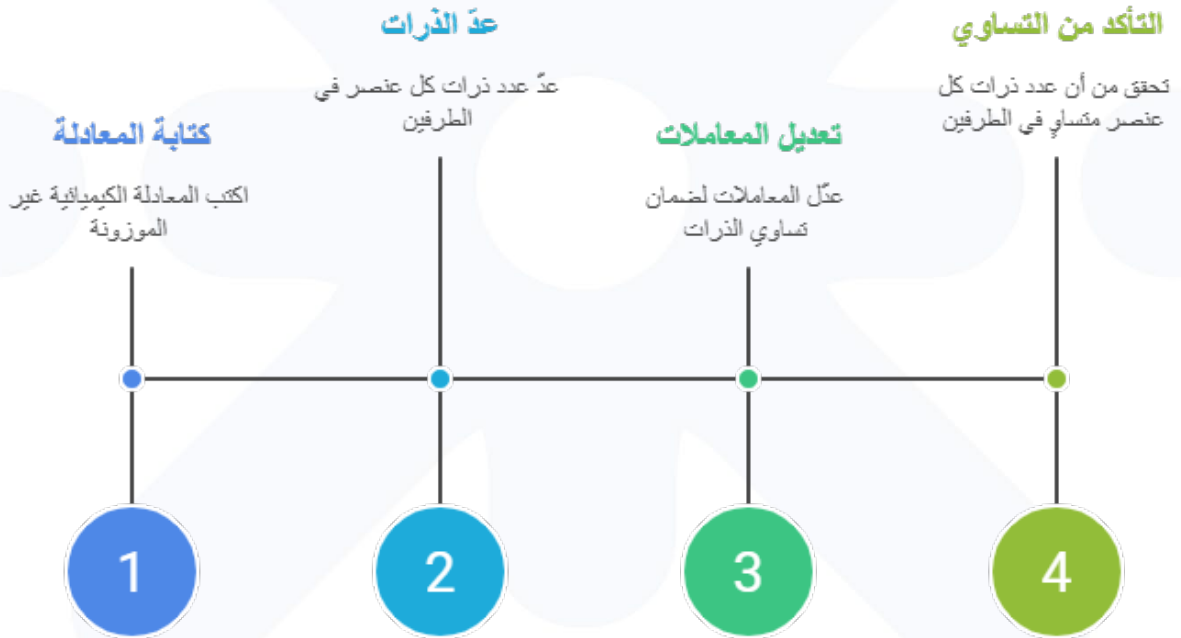 كتابة المعادلة
اكتب المعادلة الكيميائية غير
الموزونة
1
عدّ الذرات
عدّ عدد ذرات كل عنصر في
الطرفين
2
تعديل المعاملات
عدّل المعاملات لضمان
تساوي الذرات
3
التأكد من التساوي
تحقق من أن عدد ذرات كل
عنصر متساوٍ في الطرفين
4